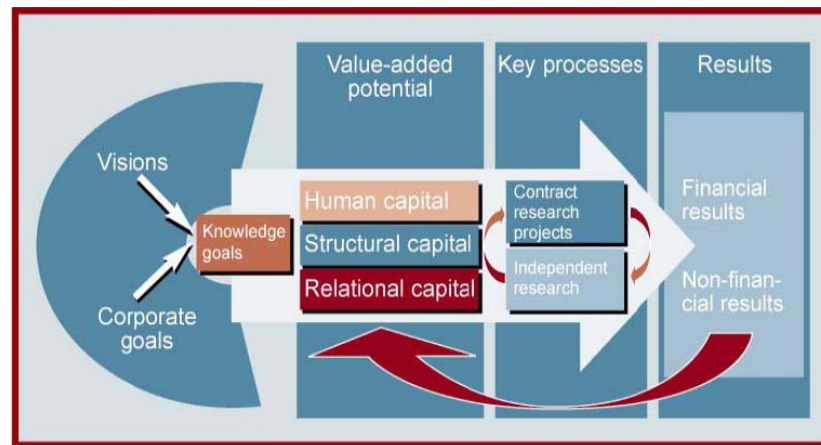 Value-added
potential
Key processes
Results
Visions
Knowledge
goals
Corporate
goals
Human capital
Structural capital
Relational capital
Contract
research
projects
Independent
research
Financial
results
Non-finan-
cial results